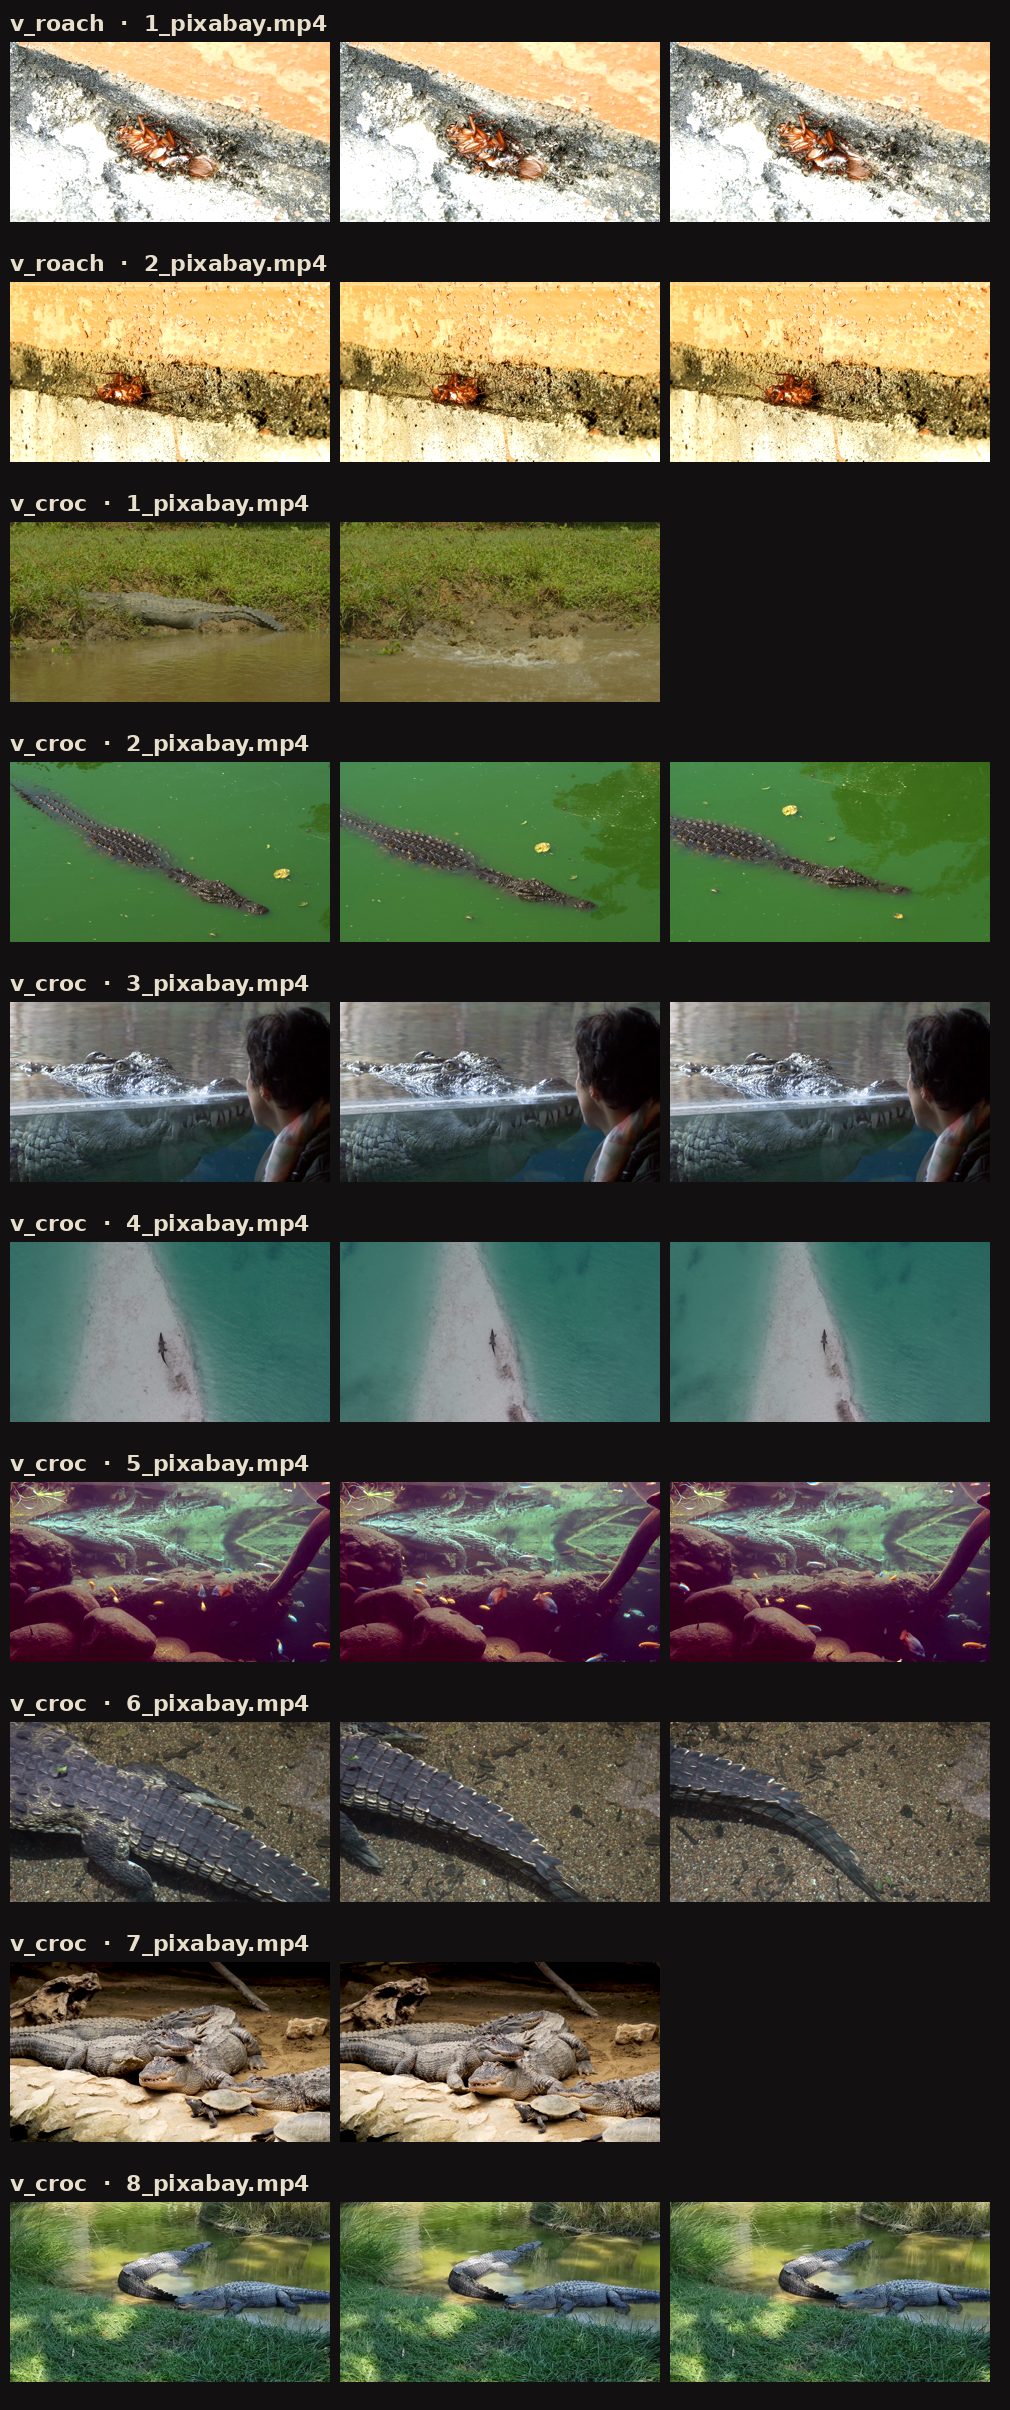 v_roach · 1_pixabay.mp4
v_roach · 2_pixabay.mp4
v_croc · 1_pixabay.mp4
v_croc · 2_pixabay.mp4
v_croc · 3_pixabay.mp4
v_croc · 4_pixabay.mp4
v_croc · 5_pixabay.mp4
v_croc · 6_pixabay.mp4
v_croc · 7_pixabay.mp4
v_croc · 8_pixabay.mp4